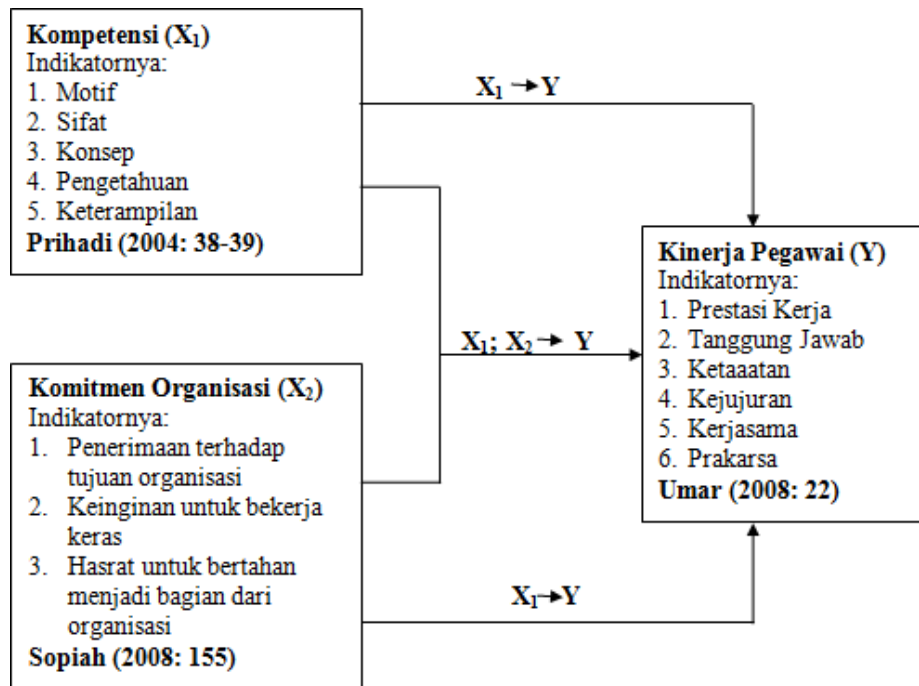 Kompetensi (X₁)
Indikatornya:
1. Motif
2. Sifat
3. Konsep
4. Pengetahuan
5. Keterampilan
Prihadi (2004: 38-39)
X₁ → Y
X₁; X₂ → Y
Komitmen Organisasi (X₂)
Indikatornya:
1. Penerimaan terhadap
tujuan organisasi
2. Keinginan untuk bekerja
keras
3. Hasrat untuk bertahan
menjadi bagian dari
organisasi
Sopiah (2008: 155)
X₁→Y
Kinerja Pegawai (Y)
Indikatornya:
1. Prestasi Kerja
2. Tanggung Jawab
3. Ketaaatan
4. Kejujuran
5. Kerjasama
6. Prakarsa
Umar (2008: 22)